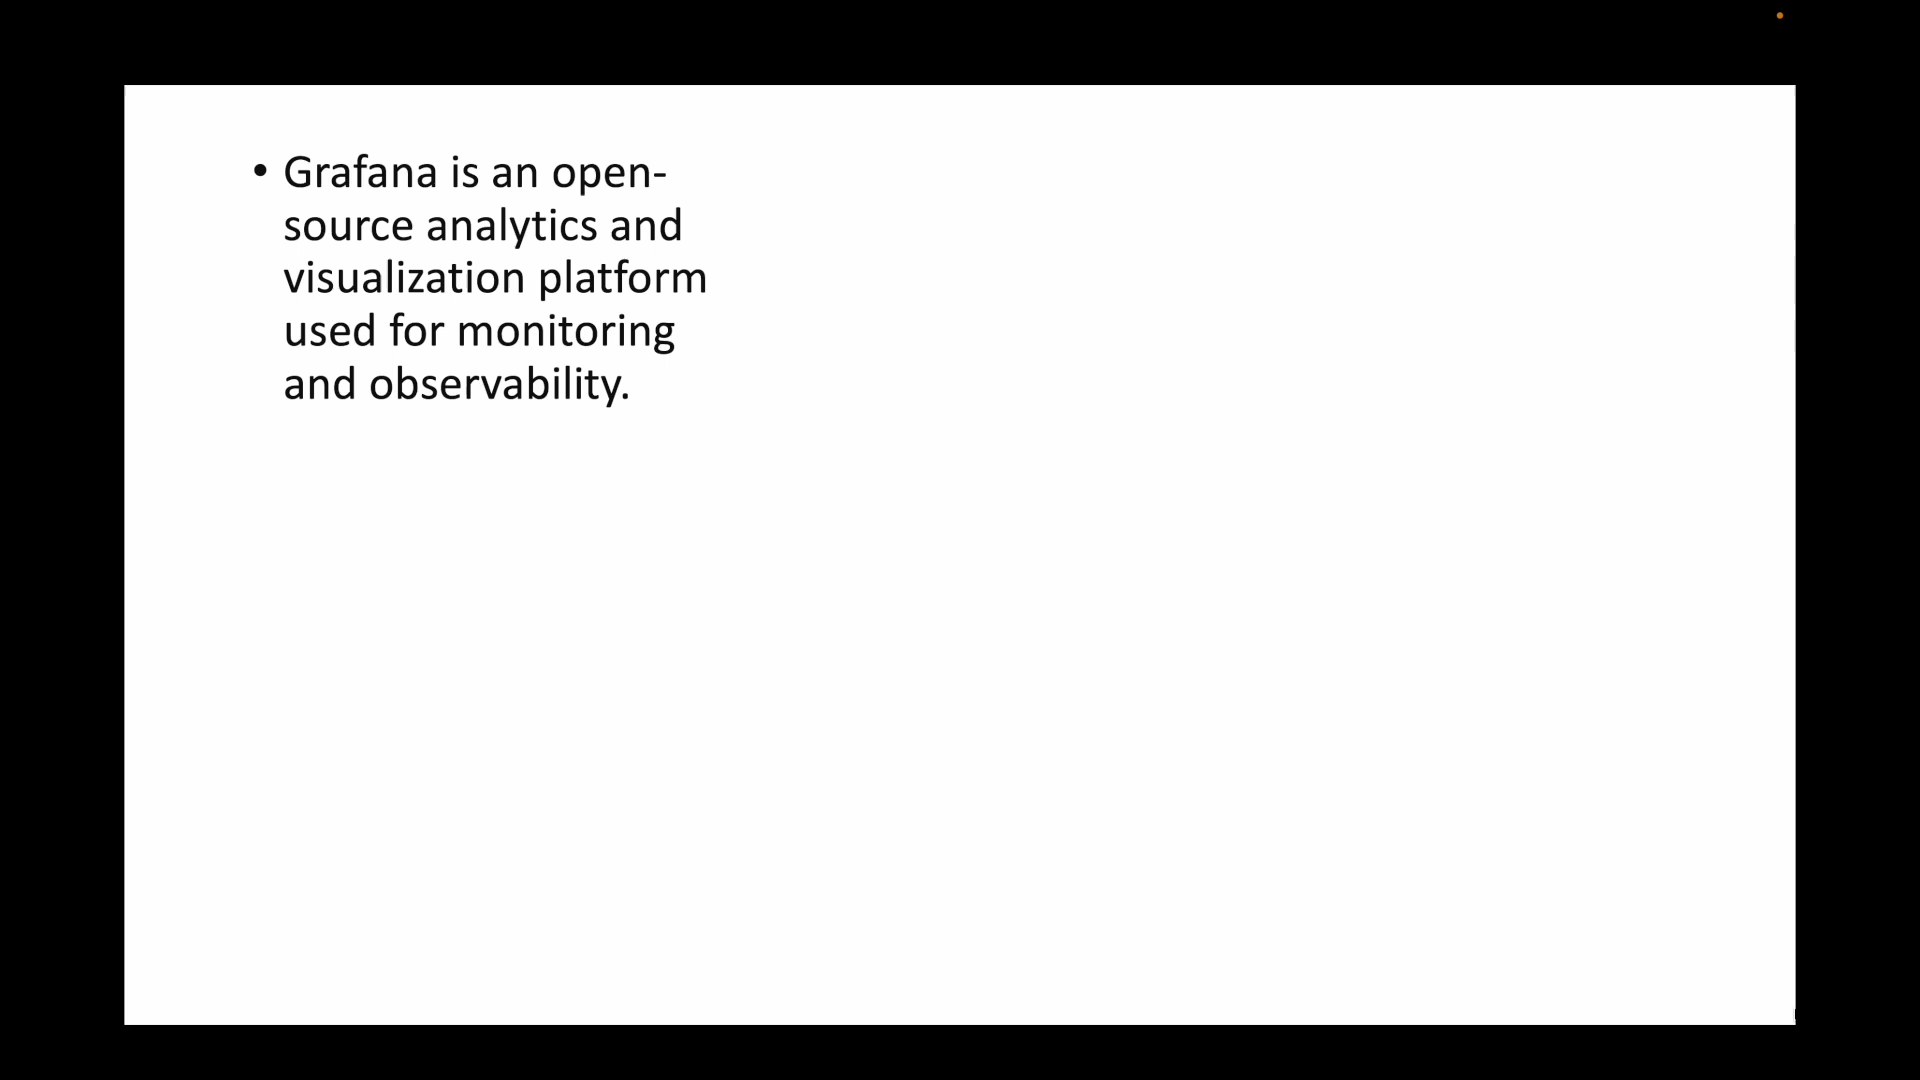 • Grafana is an open-
source analytics and
visualization platform
used for monitoring
and observability.